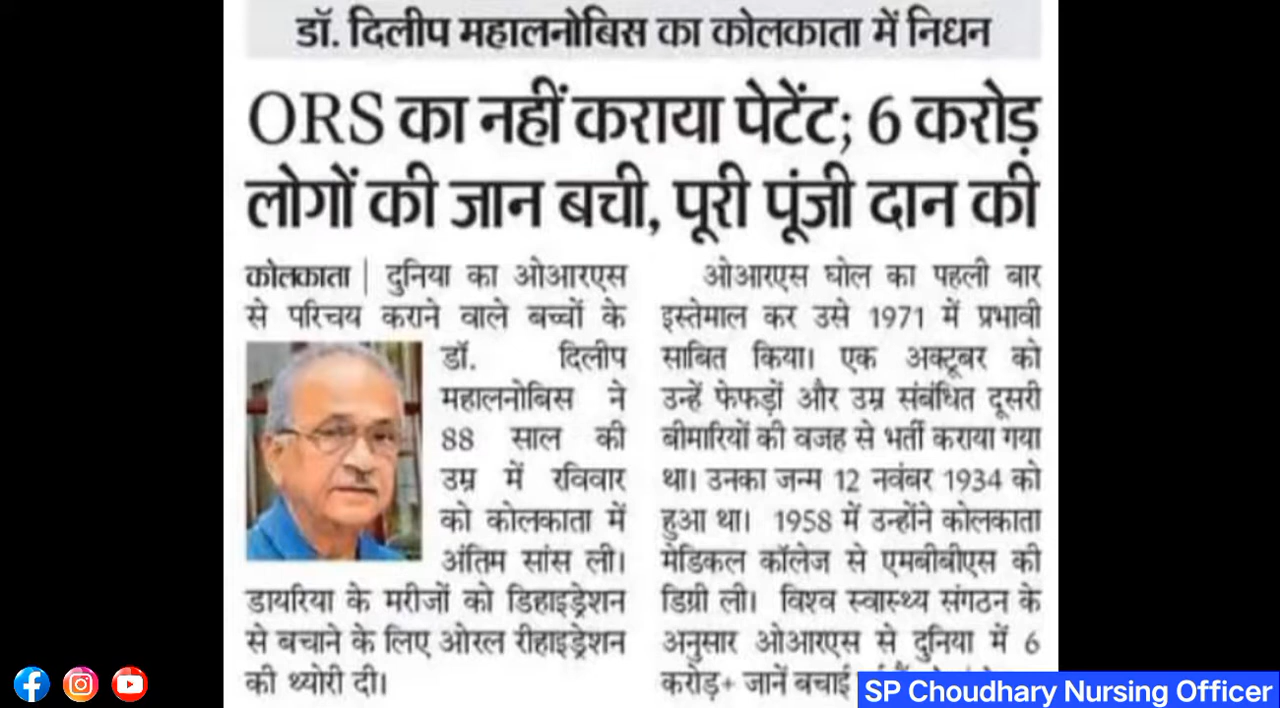 डॉ. दिलीप महालनोबिस का कोलकाता में निधन
ORS का नहीं कराया पेटेंट; 6 करोड़
लोगों की जान बची, पूरी पूंजी दान की
कोलकाता | दुनिया का ओआरएस
से परिचय कराने वाले बच्चों के
डॉ. दिलीप
महालनोबिस ने
88 साल की
उम्र में रविवार
को कोलकाता में
अंतिम सांस ली।
डायरिया के मरीजों को डिहाइड्रेशन
से बचाने के लिए ओरल रीहाइड्रेशन
की थ्योरी दी।
ओआरएस घोल का पहली बार
इस्तेमाल कर उसे 1971 में प्रभावी
साबित किया। एक अक्टूबर को
उन्हें फेफड़ों और उम्र संबंधित दूसरी
बीमारियों की वजह से भर्ती कराया गया
था। उनका जन्म 12 नवंबर 1934 को
हुआ था। 1958 में उन्होंने कोलकाता
मेडिकल कॉलेज से एमबीबीएस की
डिग्री ली। विश्व स्वास्थ्य संगठन के
अनुसार ओआरएस से दुनिया में 6
करोड़+ जानें बचाई
SP Choudhary Nursing Officer